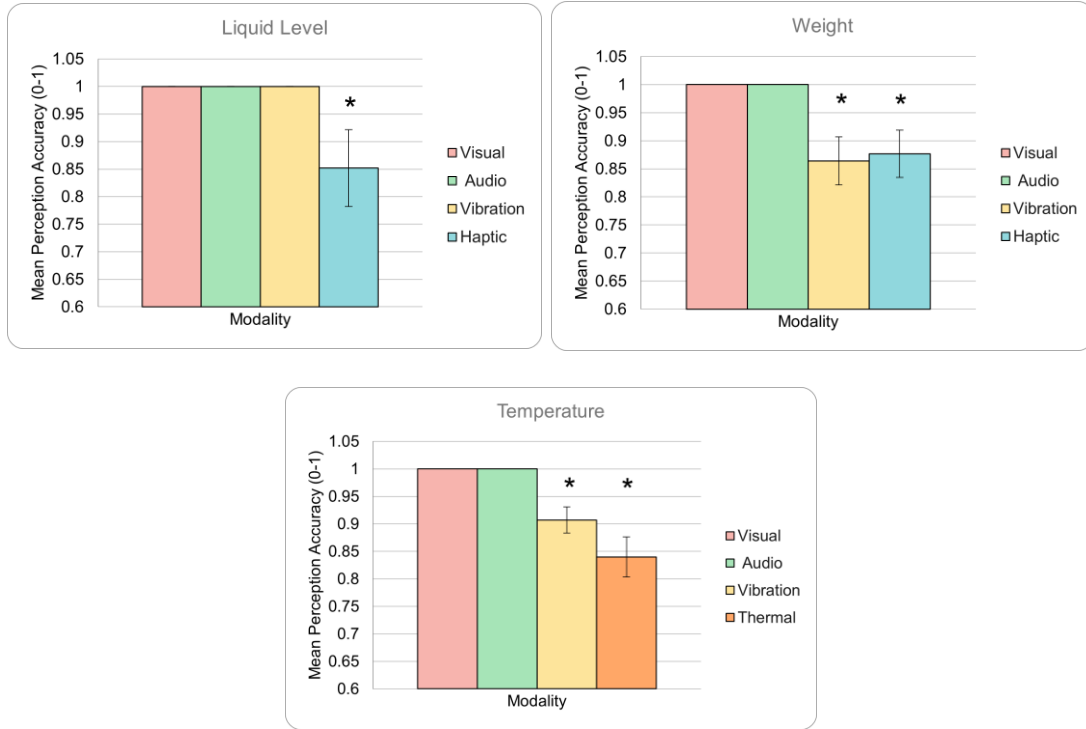 Liquid Level
Mean Perception Accuracy (0-1)
1.05
1
0.95
0.9
0.85
0.8
0.75
0.7
0.65
0.6
*
Modality
Visual
Audio
Vibration
Haptic
Weight
Mean Perception Accuracy (0-1)
1.05
1
0.95
0.9
0.85
0.8
0.75
0.7
0.65
0.6
* *
Modality
Visual
Audio
Vibration
Haptic
Temperature
Mean Perception Accuracy (0-1)
1.05
1
0.95
0.9
0.85
0.8
0.75
0.7
0.65
0.6
* *
Modality
Visual
Audio
Vibration
Thermal